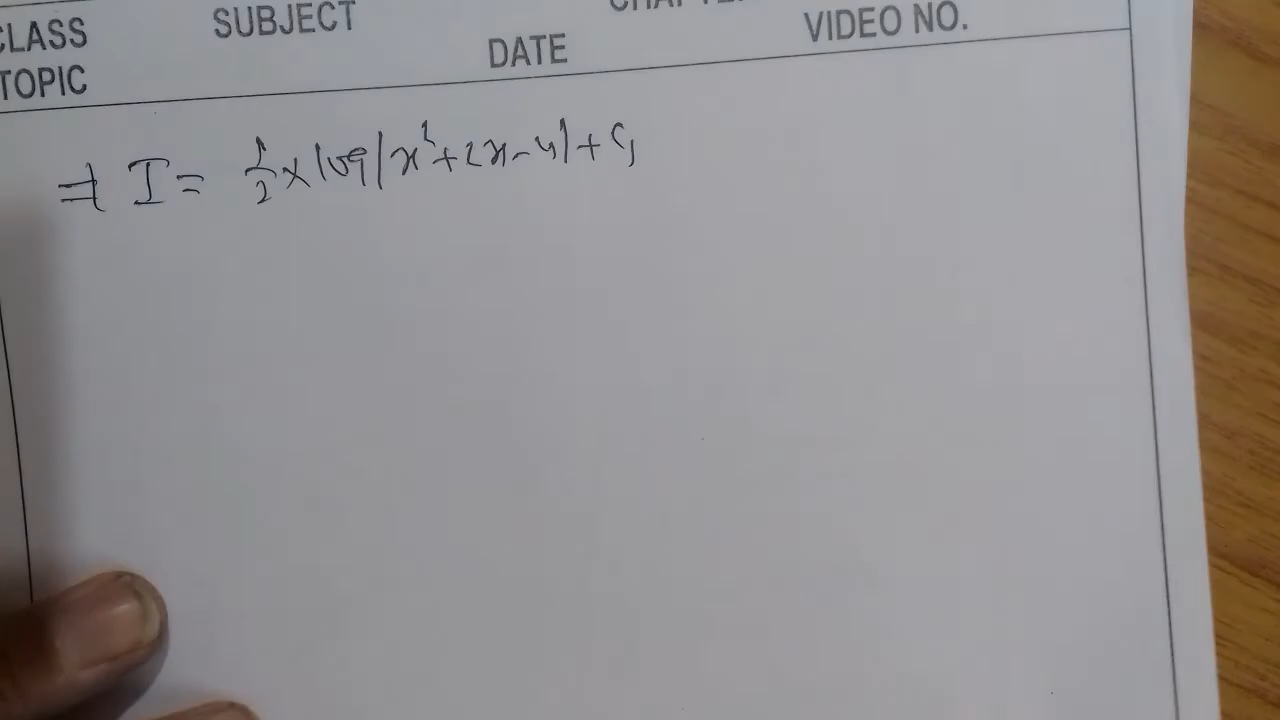 CLASS SUBJECT
TOPIC DATE VIDEO NO.
⇒ I = 1/2 × log|x²+2x-4|+C₁